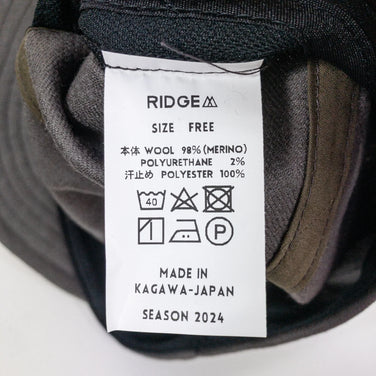 RIDGE
SIZE FREE
本体 WOOL 98% (MERINO)
POLYURETHANE 2%
汗止め POLYESTER 100%
40
P
MADE IN
KAGAWA-JAPAN
SEASON 2024